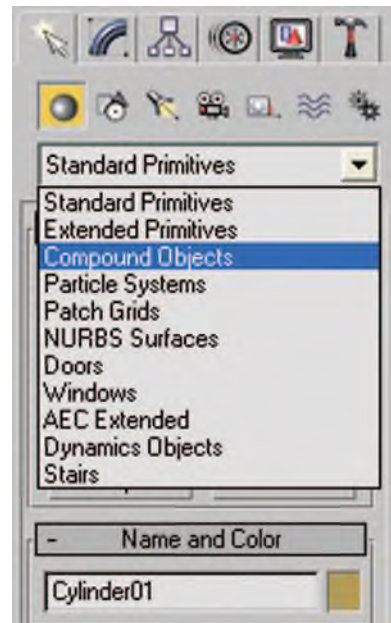 Standard Primitives
Standard Primitives
Extended Primitives
Compound Objects
Particle Systems
Patch Grids
NURBS Surfaces
Doors
Windows
AEC Extended
Dynamics Objects
Stairs
- Name and Color
Cylinder01